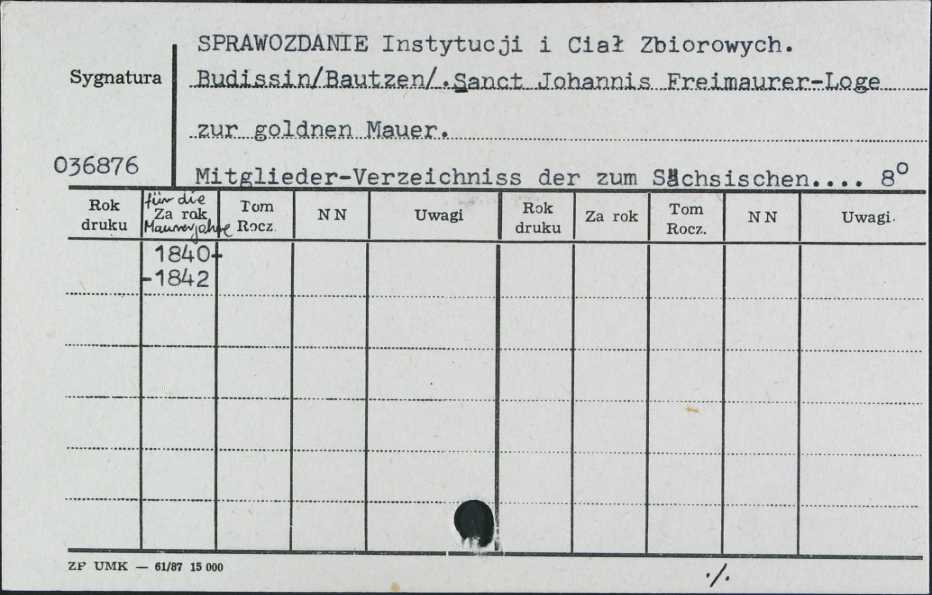 SPRAWOZDANIE Instytucji i Ciał Zbiorowych.
Sygnatura
Budissin/Bautzen/.Sanct Johannis Freimaurer-Loge
zur goldnen Mauer.
036876
Mitglieder-Verzeichniss der zum Sächsischen.... 8º
Rok druku | für die Za rok Maurerjahre | Tom Rocz. | N N | Uwagi | Rok druku | Za rok | Tom Rocz. | N N | Uwagi.
1840-
-1842
ZP UMK — 61/87 15 000
./.